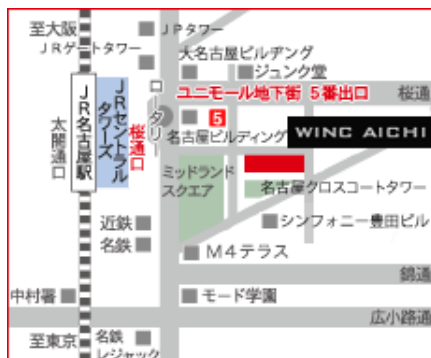 至大阪
JRゲートタワー
JPタワー
大名古屋ビルヂング
ジュンク堂
ユニモール地下街 5番出口
桜通
JR名古屋駅
JRセントラル
タワーズ
ロータリー
桜通口
太閤通口
5
名古屋ビルディング
WINC AICHI
ミッドランド
スクエア
名古屋クロスコートタワー
近鉄
名鉄
シンフォニー豊田ビル
M4テラス
錦通
中村署
モード学園
広小路通
至東京
名鉄
レジャック